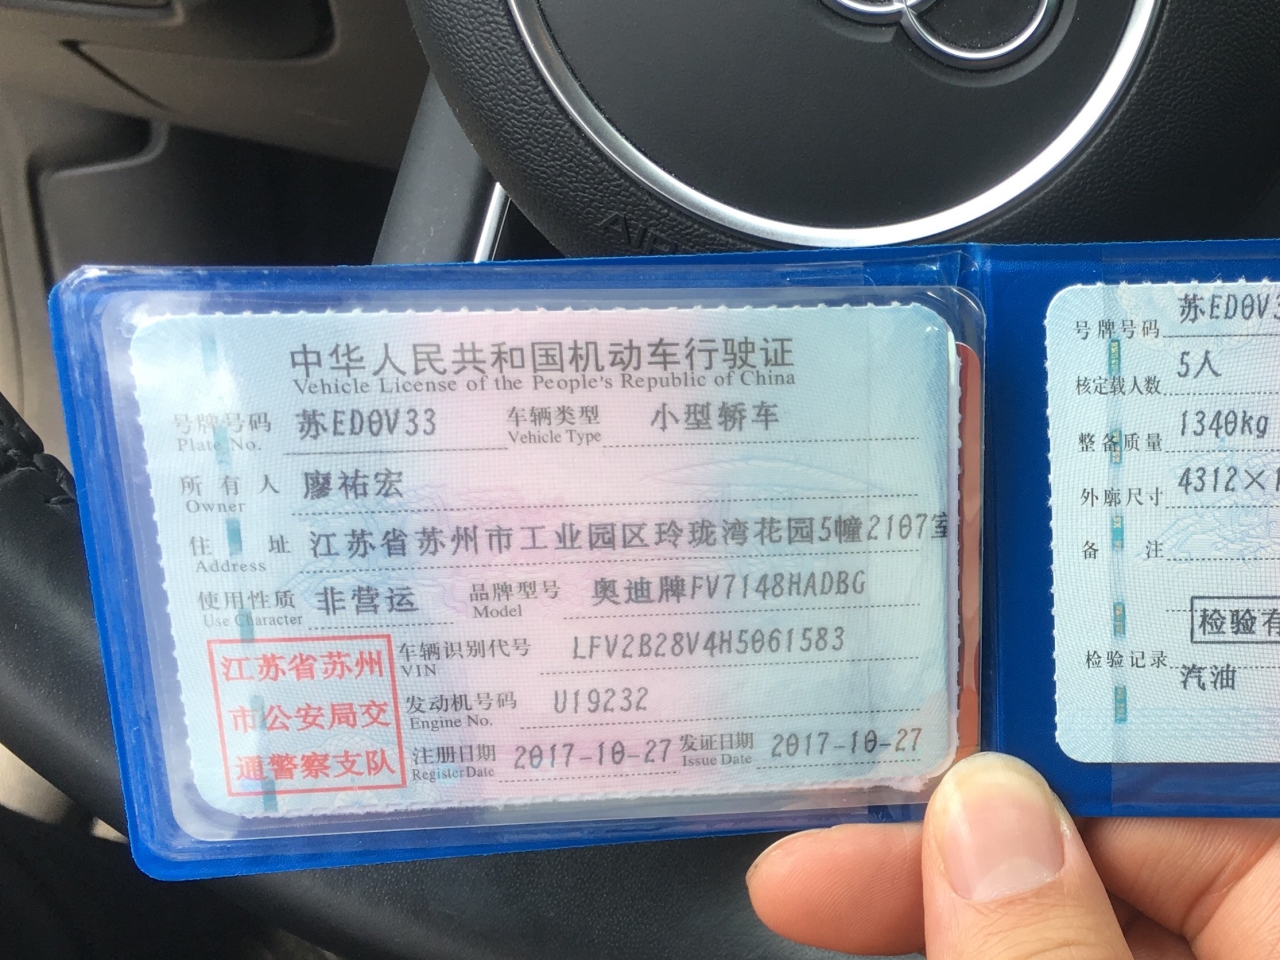 AIR
中华人民共和国机动车行驶证
Vehicle License of the People's Republic of China
号牌号码 苏ED0V33 车辆类型 小型轿车
Plate No. Vehicle Type
所有人 廖祐宏
Owner
住址 江苏省苏州市工业园区玲珑湾花园5幢2107室
Address
使用性质 非营运 品牌型号 奥迪牌FV7148HADBG
Use Character Model
江苏省苏州
市公安局交
通警察支队
车辆识别代号 LFV2B28V4H5061583
VIN
发动机号码 U19232
Engine No.
注册日期 2017-10-27 发证日期 2017-10-27
Register Date Issue Date
号牌号码 苏ED0V3
核定载人数 5人
整备质量 1340kg
外廓尺寸 4312×
备注
检验有
检验记录
汽油